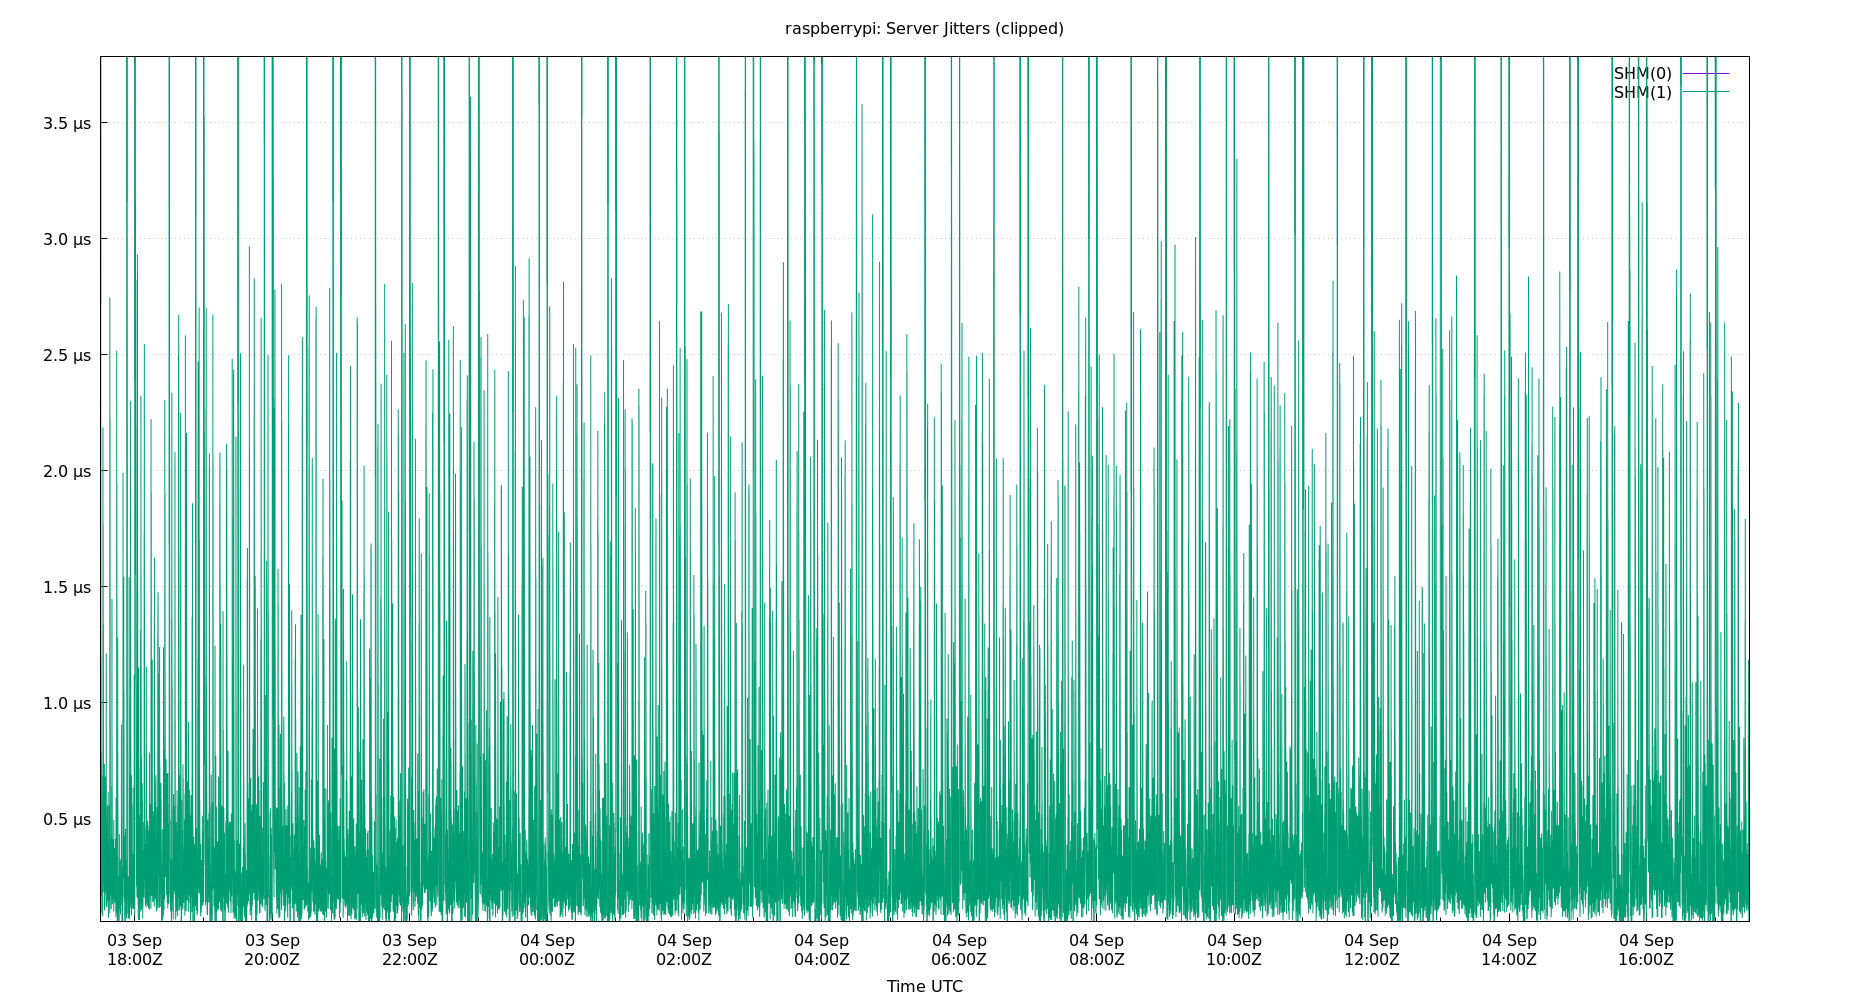 raspberrypi: Server Jitters (clipped)
SHM(0)
SHM(1)
3.5 μs
3.0 μs
2.5 μs
2.0 μs
1.5 μs
1.0 μs
0.5 μs
03 Sep 03 Sep 03 Sep 04 Sep 04 Sep 04 Sep 04 Sep 04 Sep 04 Sep 04 Sep 04 Sep 04 Sep
18:00Z 20:00Z 22:00Z 00:00Z 02:00Z 04:00Z 06:00Z 08:00Z 10:00Z 12:00Z 14:00Z 16:00Z
Time UTC